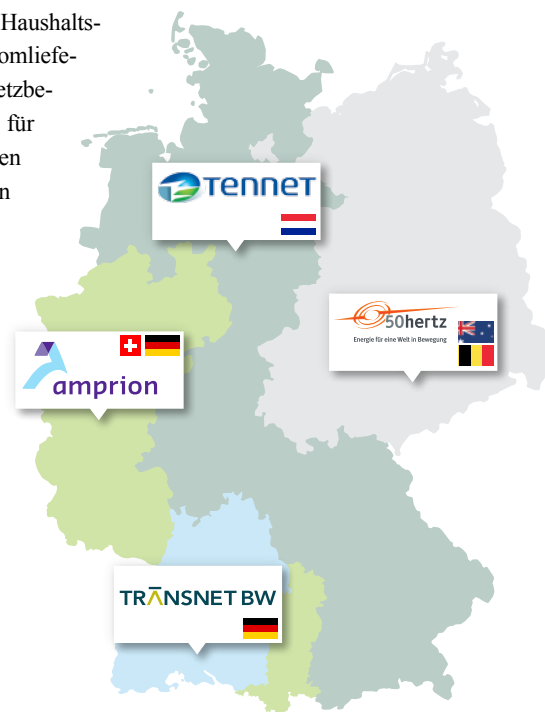 Haushalts-
omliefe-
etzbe-
für
en
n
TENNET
50hertz
Energie für eine Welt in Bewegung
amprion
TRANSNET BW